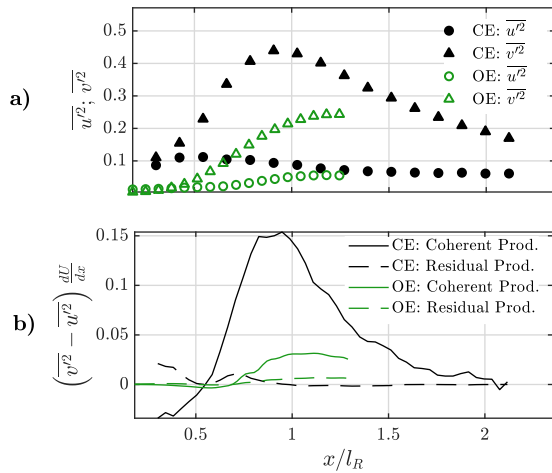 a)
0.5
0.4
0.3
0.2
0.1
$\overline{u'^2}; \overline{v'^2}$
CE: $\overline{u'^2}$
CE: $\overline{v'^2}$
OE: $\overline{u'^2}$
OE: $\overline{v'^2}$
b)
0.15
0.1
0.05
0
$\left(\overline{v'^2} - \overline{u'^2}\right) \frac{dU}{dx}$
CE: Coherent Prod.
CE: Residual Prod.
OE: Coherent Prod.
OE: Residual Prod.
0.5 1 1.5 2
$x/l_R$